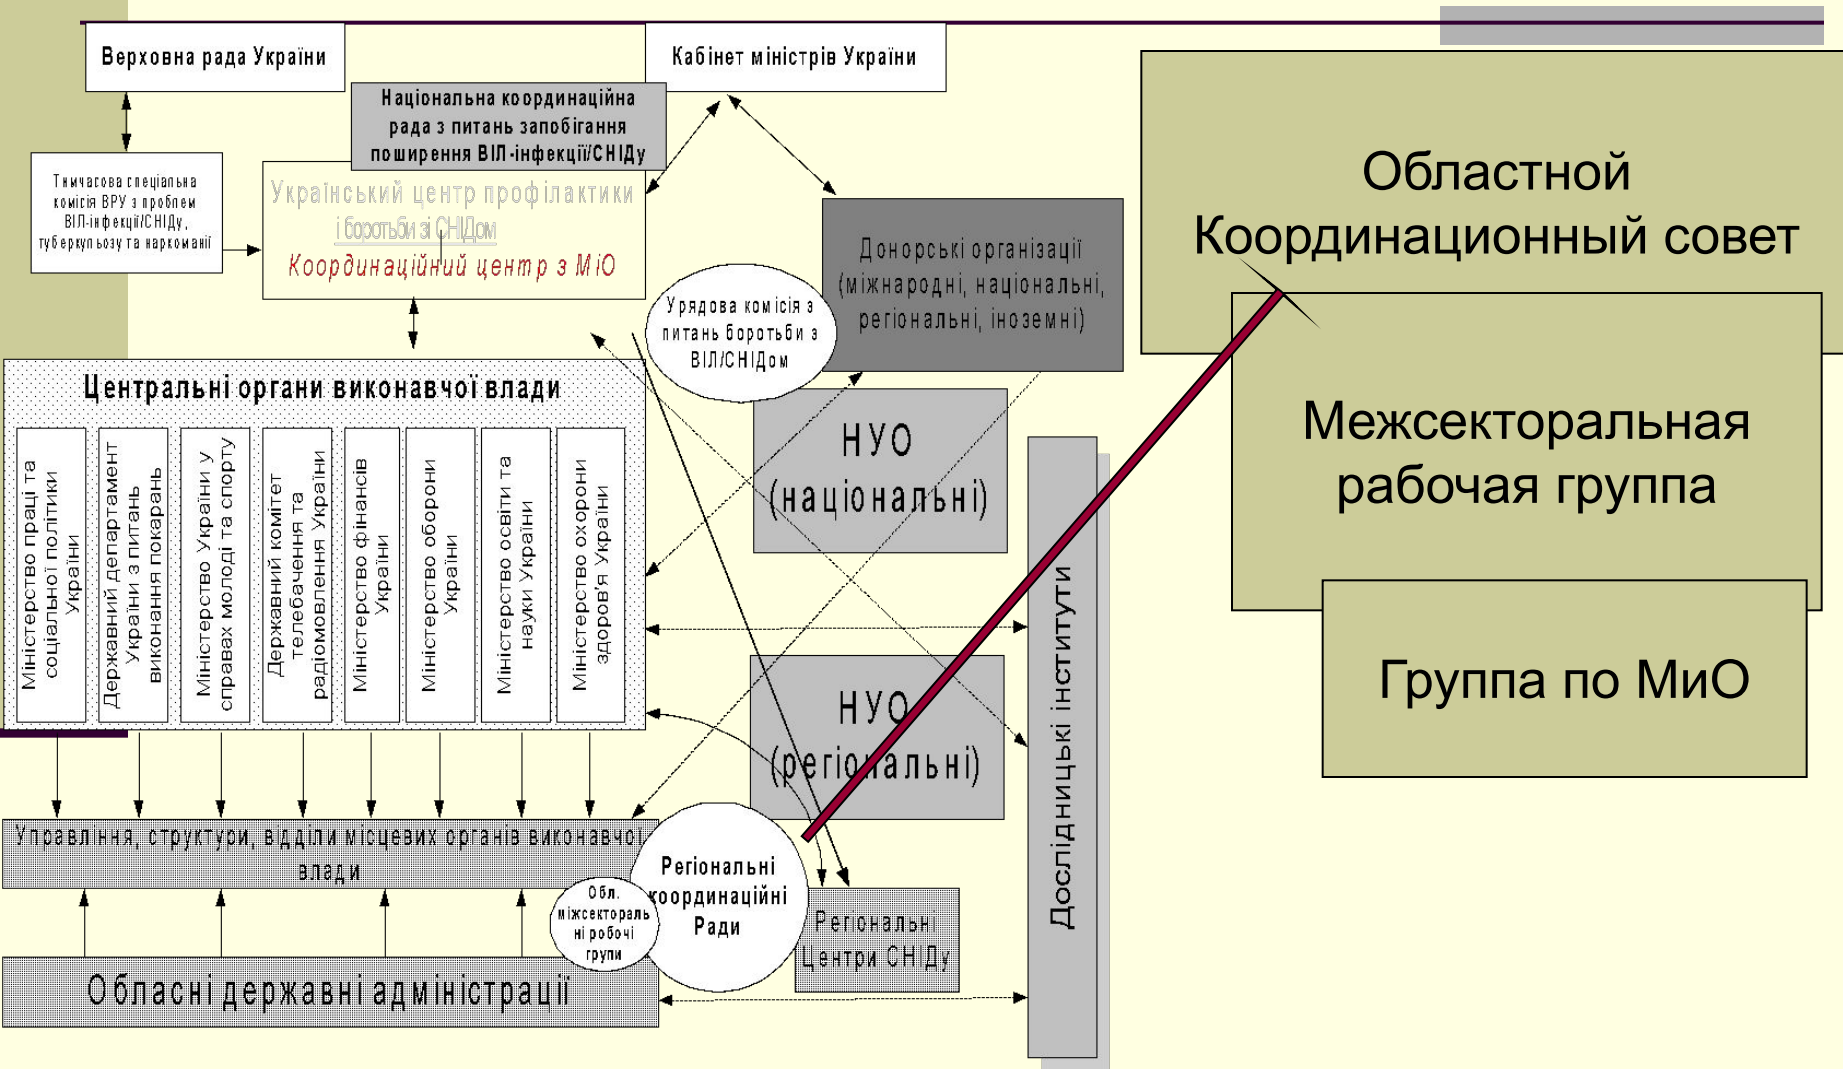 Верховна рада України
Кабінет міністрів України
Національна координаційна
рада з питань запобігання
поширення ВІЛ-інфекції/СНІДу
Тимчасова спеціальна
комісія ВРУ з проблем
ВІЛ-інфекції/СНІДу,
туберкульозу та наркоманії
Український центр профілактики
і боротьби зі СНІДом
Координаційний центр з МіО
Урядова комісія з
питань боротьби з
ВІЛ/СНІДом
Донорські організації
(міжнародні, національні,
регіональні, іноземні)
Центральні органи виконавчої влади
Міністерство праці та
соціальної політики
України
Державний департамент
України з питань
виконання покарань
Міністерство України у
справах молоді та спорту
Державний комітет
телебачення та
радіомовлення України
Міністерство фінансів
України
Міністерство оборони
України
Міністерство освіти та
науки України
Міністерство охорони
здоров'я України
НУО
(національні)
НУО
(регіональні)
Дослідницькі інститути
Управління, структури, відділи місцевих органів виконавчої
влади
Обл.
міжсектораль
ні робочі
групи
Регіональні
координаційні
Ради
Регіональні
Центри СНІДу
Обласні державні адміністрації
Областной
Координационный совет
Межсекторальная
рабочая группа
Группа по МиО